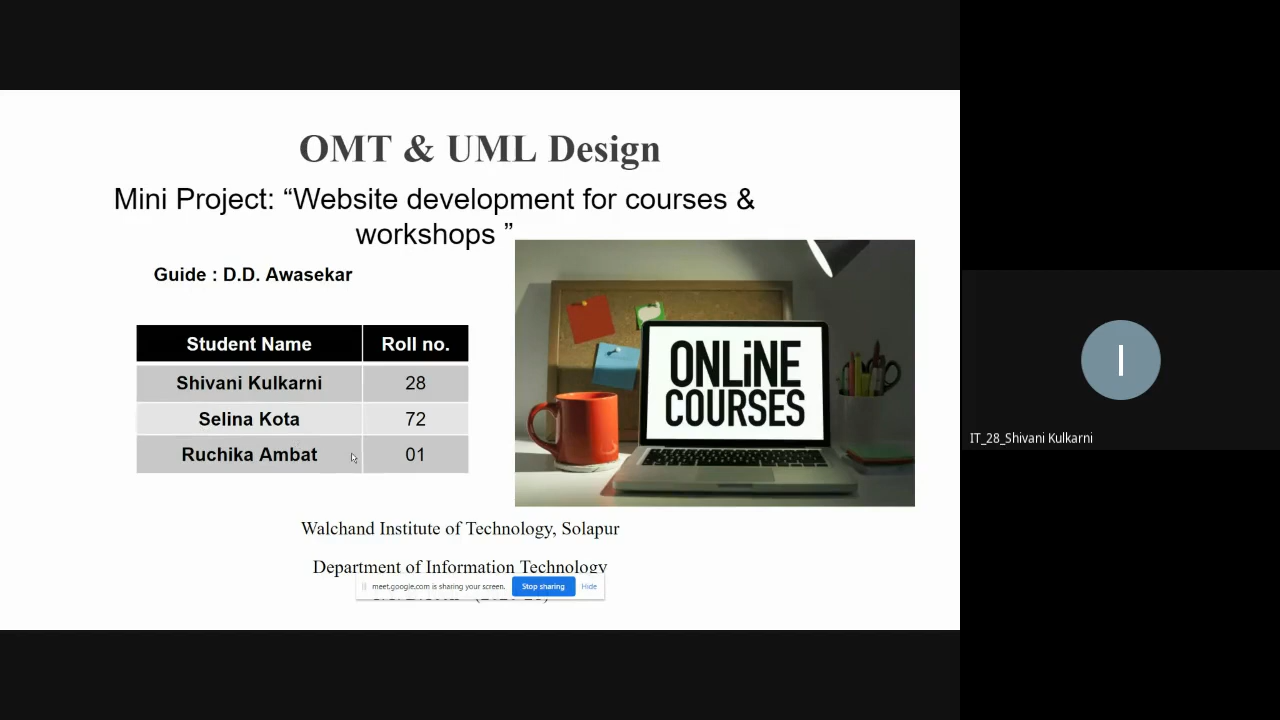 OMT & UML Design
Mini Project: “Website development for courses &
workshops ”
Guide : D.D. Awasekar
Student Name Roll no.
Shivani Kulkarni 28
Selina Kota 72
Ruchika Ambat 01
ONLiNE
COURSES
Walchand Institute of Technology, Solapur
Department of Information Technology
meet.google.com is sharing your screen. Stop sharing Hide
I
IT_28_Shivani Kulkarni